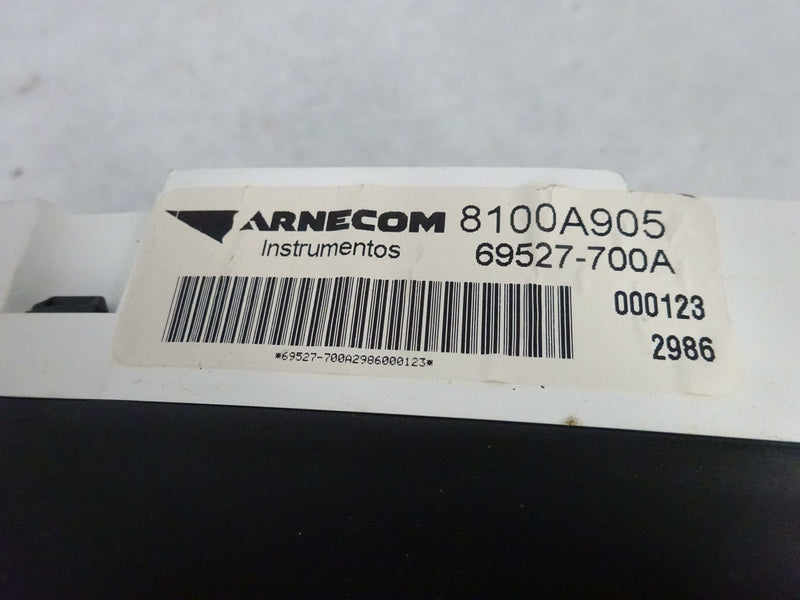 ARNECOM 8100A905
Instrumentos 69527-700A
000123
2986
*69527-700A2986000123*